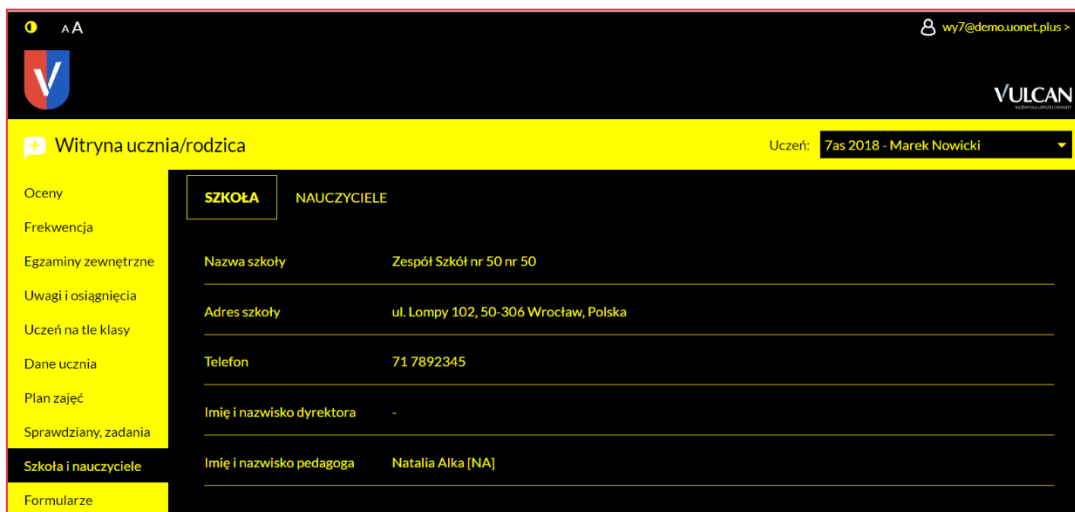 AA
wy7@demo.uonet.plus >
V
VULCAN
Witryna ucznia/rodzica
Uczeń: 7as 2018 - Marek Nowicki
Oceny
Frekwencja
Egzaminy zewnętrzne
Uwagi i osiągnięcia
Uczeń na tle klasy
Dane ucznia
Plan zajęć
Sprawdziany, zadania
Szkoła i nauczyciele
Formularze
SZKOŁA NAUCZYCIELE
Nazwa szkoły Zespół Szkół nr 50 nr 50
Adres szkoły ul. Lompy 102, 50-306 Wrocław, Polska
Telefon 71 7892345
Imię i nazwisko dyrektora -
Imię i nazwisko pedagoga Natalia Alka [NA]